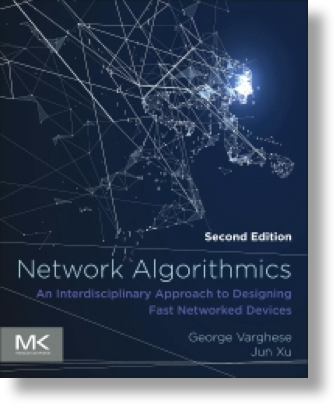 Second Edition
Network Algorithmics
An Interdisciplinary Approach to Designing
Fast Networked Devices
George Varghese
Jun Xu
MK